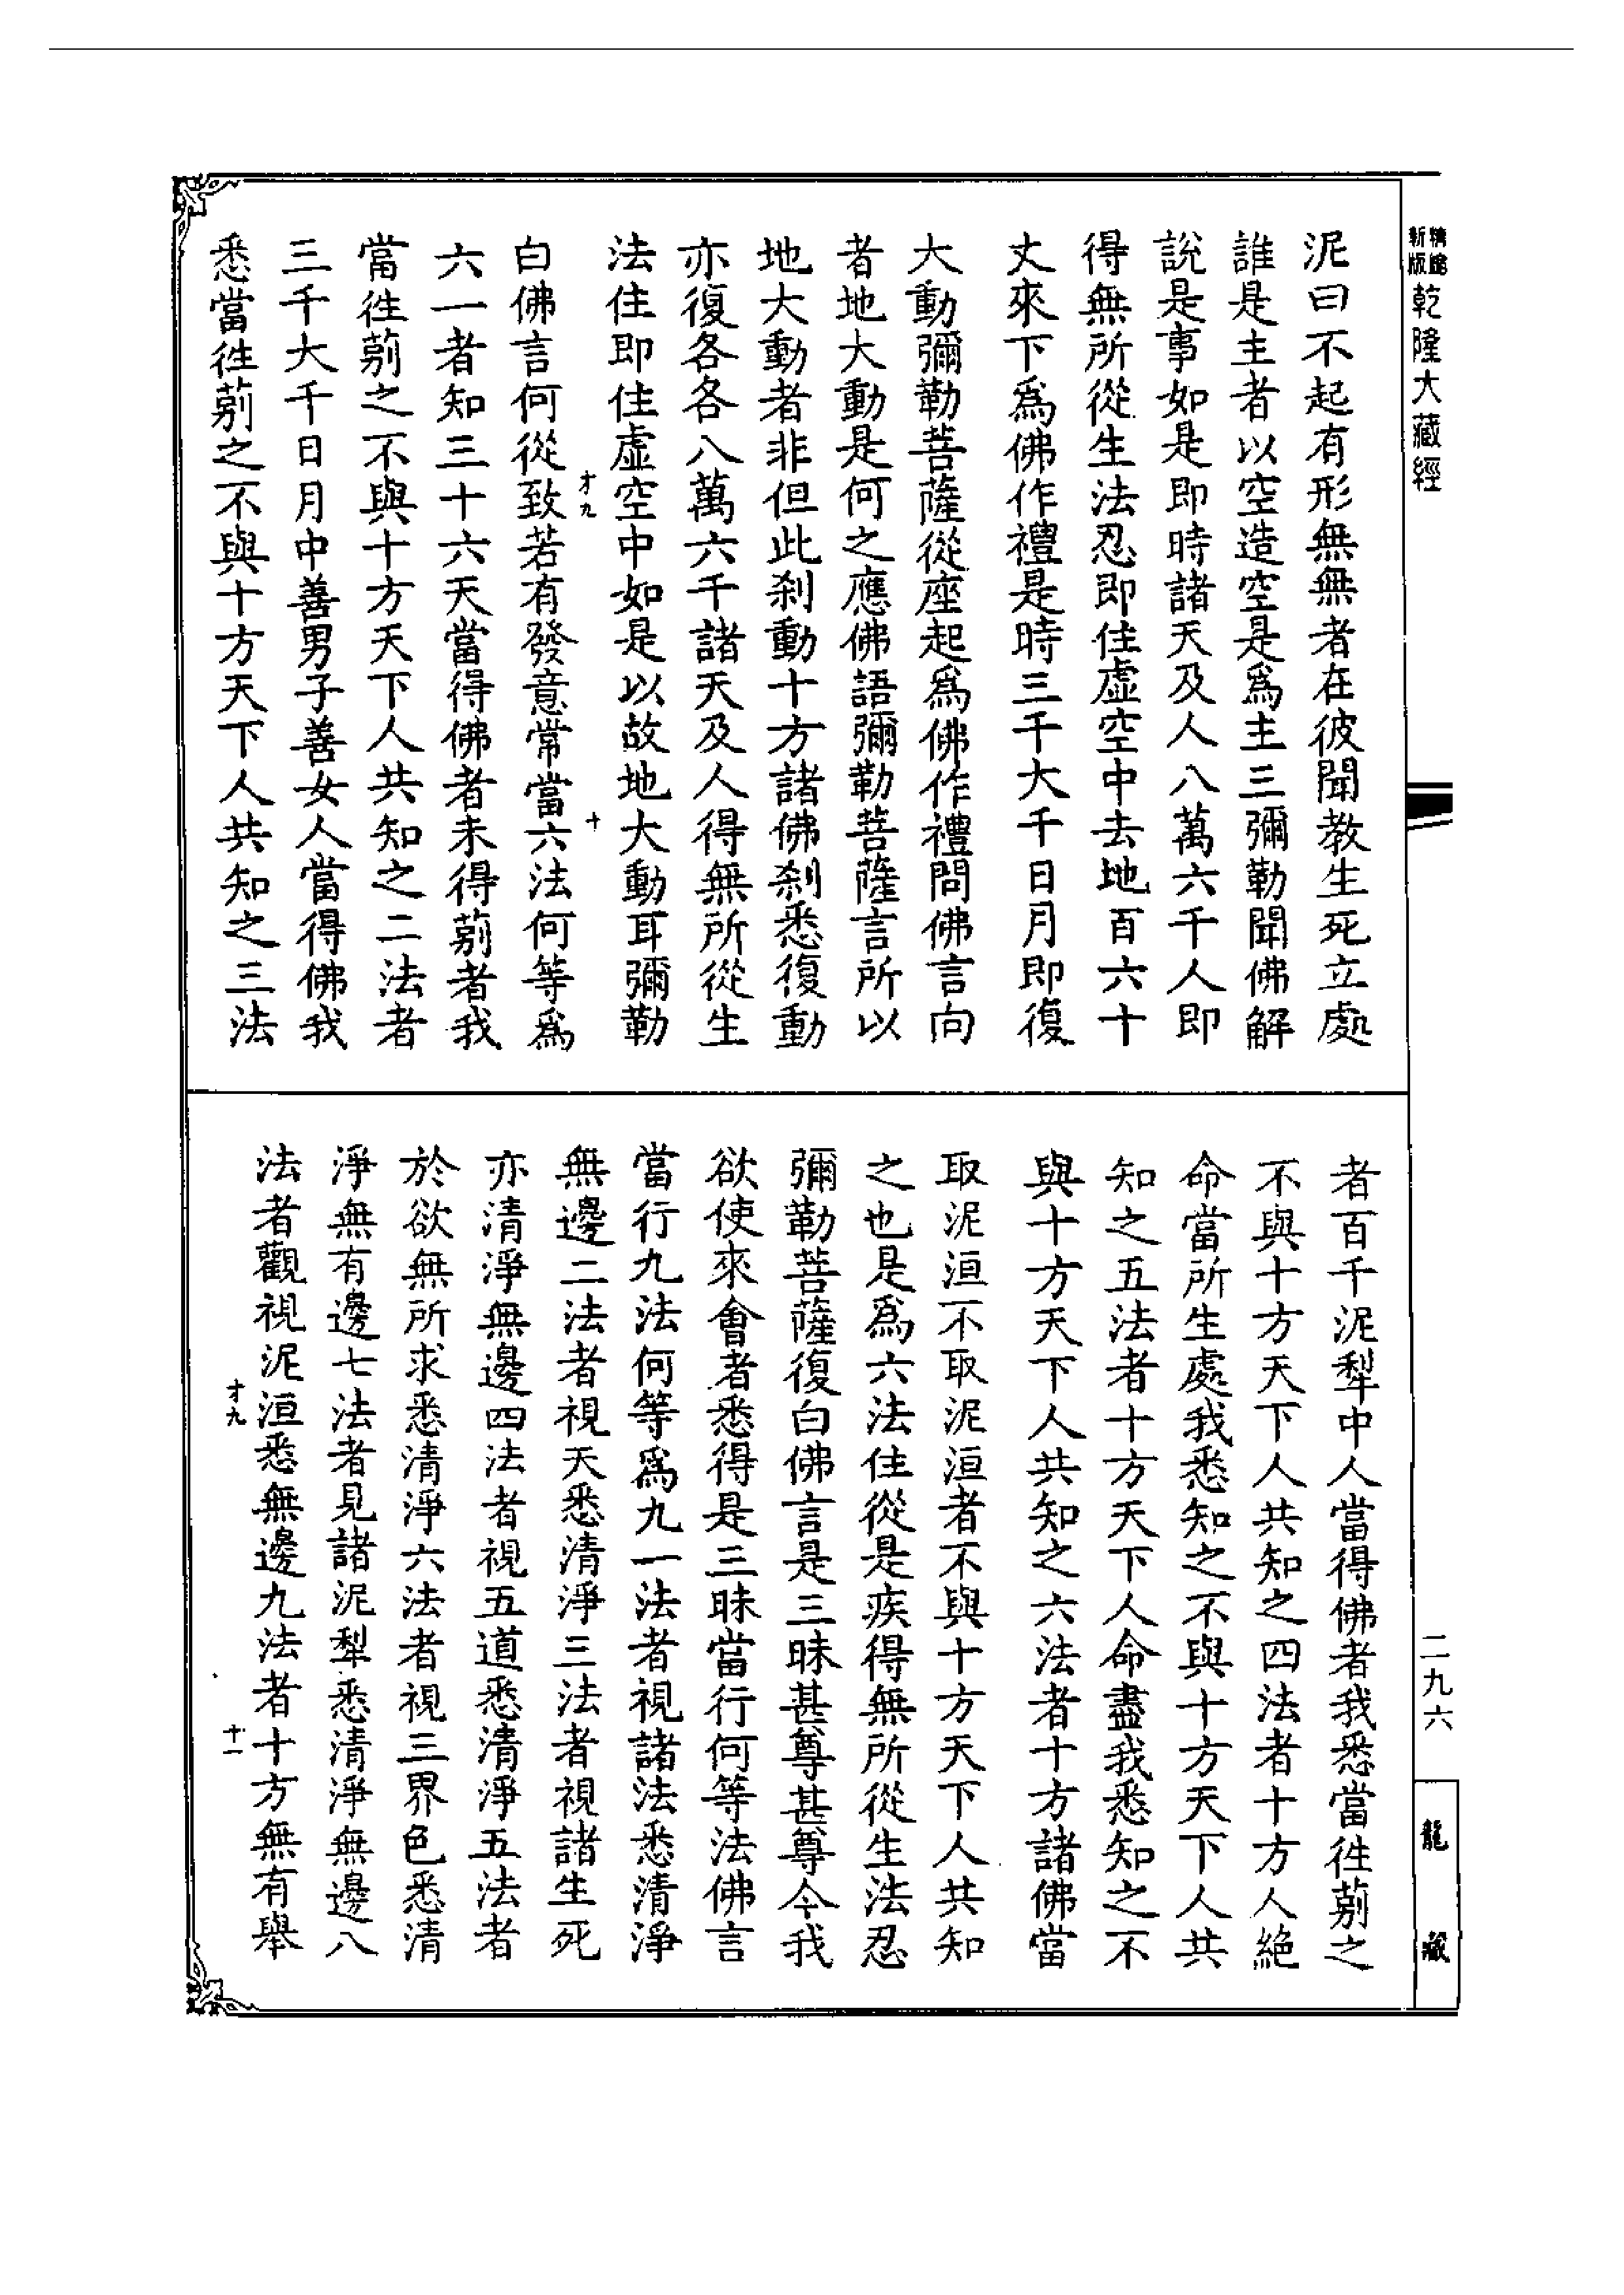 新版精縮乾隆大藏經
泥曰不起有形無無者在彼聞教生死立處
誰是主者以空造空是爲主三彌勒聞佛解
說是事如是即時諸天及人八萬六千人即
得無所從生法忍即住虛空中去地百六十
丈來下爲佛作禮是時三千大千日月即復
大動彌勒菩薩從座起爲佛作禮問佛言向
者地大動是何之應佛語彌勒菩薩言所以
地大動者非但此剎動十方諸佛剎悉復動
亦復各各八萬六千諸天及人得無所從生
法住即住虛空中如是以故地大動耳彌勒
才九
十
白佛言何從致若有發意常當六法何等爲
六一者知三十六天當得佛者未得莂者我
當徃莂之不與十方天下人共知之二法者
三千大千日月中善男子善女人當得佛我
悉當徃莂之不與十方天下人共知之三法
者百千泥犁中人當得佛者我悉當徃莂之
不與十方天下人共知之四法者十方人絕
命當所生處我悉知之不與十方天下人共
知之五法者十方天下人命盡我悉知之不
與十方天下人共知之六法者十方諸佛當
取泥洹不取泥洹者不與十方天下人共知
之也是爲六法住從是疾得無所從生法忍
彌勒菩薩復白佛言是三昧甚尊甚尊今我
欲使來會者悉得是三昧當行何等法佛言
當行九法何等爲九一法者視諸法悉清淨
無邊二法者視天悉清淨三法者視諸生死
亦清淨無邊四法者視五道悉清淨五法者
於欲無所求悉清淨六法者視三界色悉清
淨無有邊七法者見諸泥犁悉清淨無邊八
法者觀視泥洹悉無邊九法者十方無有舉
才九
十一
二九六
龍藏